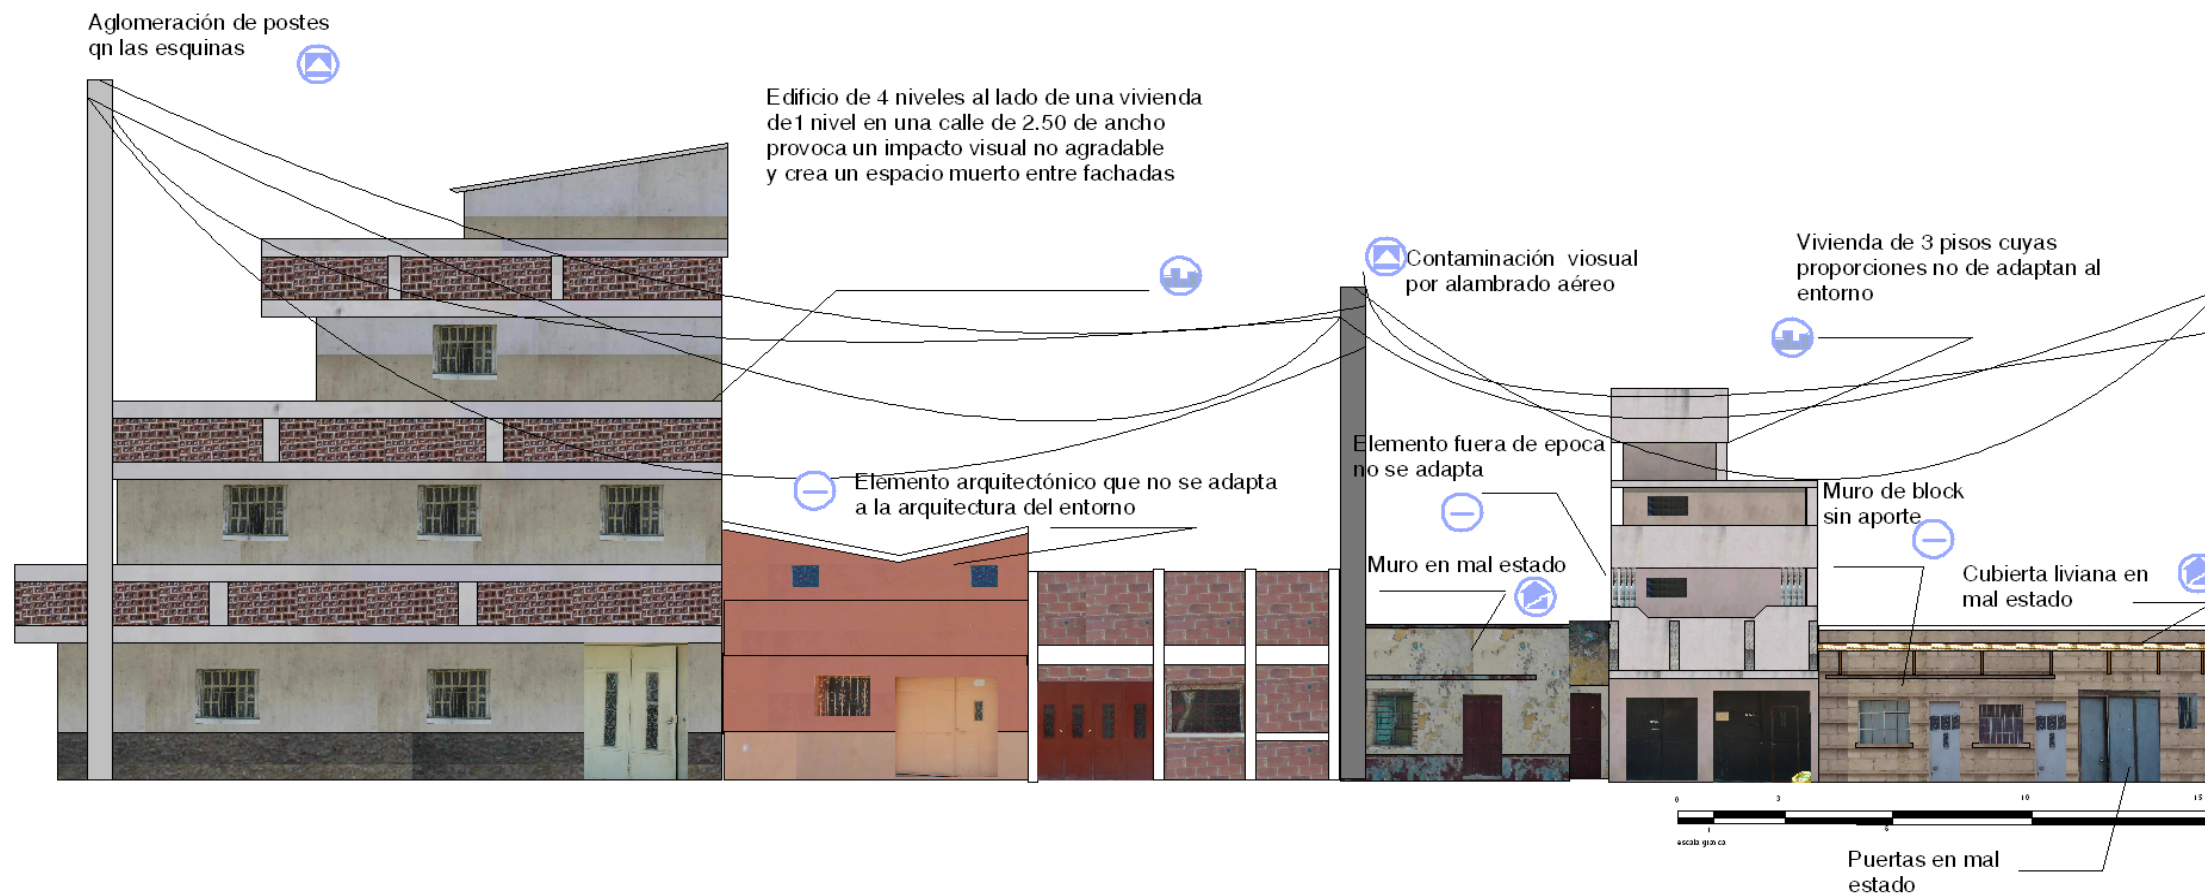 Aglomeración de postes
qn las esquinas
Edificio de 4 niveles al lado de una vivienda
de1 nivel en una calle de 2.50 de ancho
provoca un impacto visual no agradable
y crea un espacio muerto entre fachadas
Contaminación viosual
por alambrado aéreo
Vivienda de 3 pisos cuyas
proporciones no de adaptan al
entorno
Elemento fuera de epoca
no se adapta
Elemento arquitectónico que no se adapta
a la arquitectura del entorno
Muro de block
sin aporte
Muro en mal estado
Cubierta liviana en
mal estado
0 3 10 15
1 6
escala grafica
Puertas en mal
estado